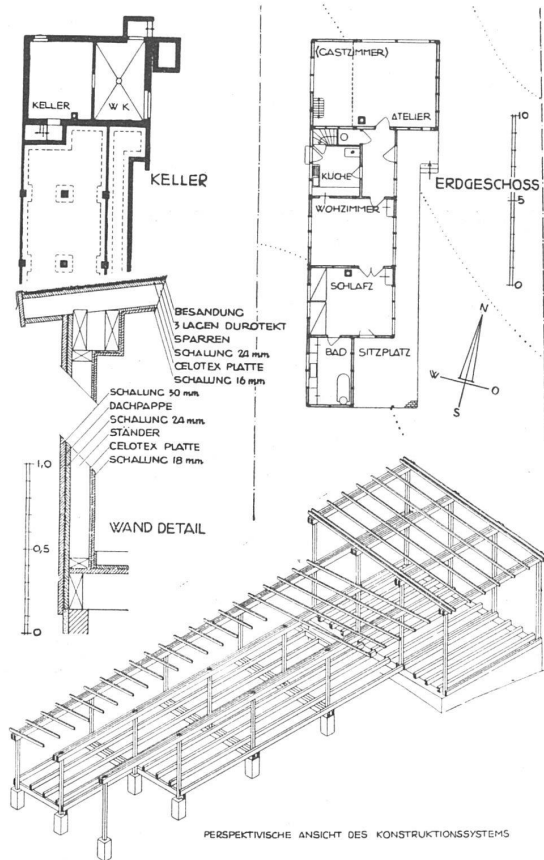 KELLER
W K
KELLER
(GASTZIMMER)
ATELIER
KÜCHE
WOHZIMMER
SCHLAFZ
BAD
SITZPLATZ
ERDGESCHOSS
10
5
0
N
W
O
S
BESANDUNG
3 LAGEN DUROTEKT
SPARREN
SCHALUNG 24 mm
CELOTEX PLATTE
SCHALUNG 16 mm
SCHALUNG 30 mm
DACHPAPPE
SCHALUNG 24 mm
STÄNDER
CELOTEX PLATTE
SCHALUNG 18 mm
1,0
0,5
0
WAND DETAIL
PERSPEKTIVISCHE ANSICHT DES KONSTRUKTIONSSYSTEMS